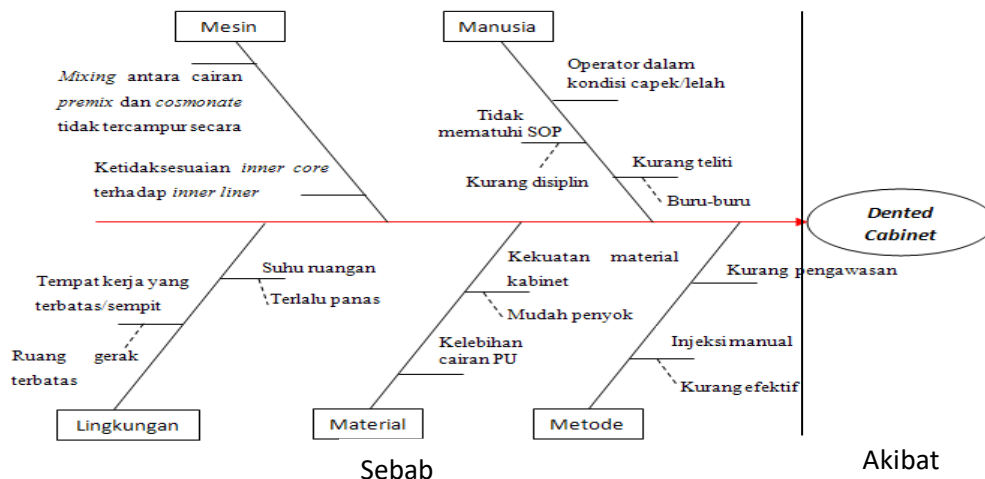 Mesin
Manusia
Mixing antara cairan
premix dan cosmonate
tidak tercampur secara
Ketidaksesuaian inner core
terhadap inner liner
Operator dalam
kondisi capek/lelah
Tidak
mematuhi SOP
Kurang disiplin
Kurang teliti
Buru-buru
Dented
Cabinet
Tempat kerja yang
terbatas/sempit
Ruang gerak
terbatas
Suhu ruangan
Terlalu panas
Kekuatan material
kabinet
Mudah penyok
Kelebihan
cairan PU
Kurang pengawasan
Injeksi manual
Kurang efektif
Lingkungan
Material
Metode
Sebab
Akibat